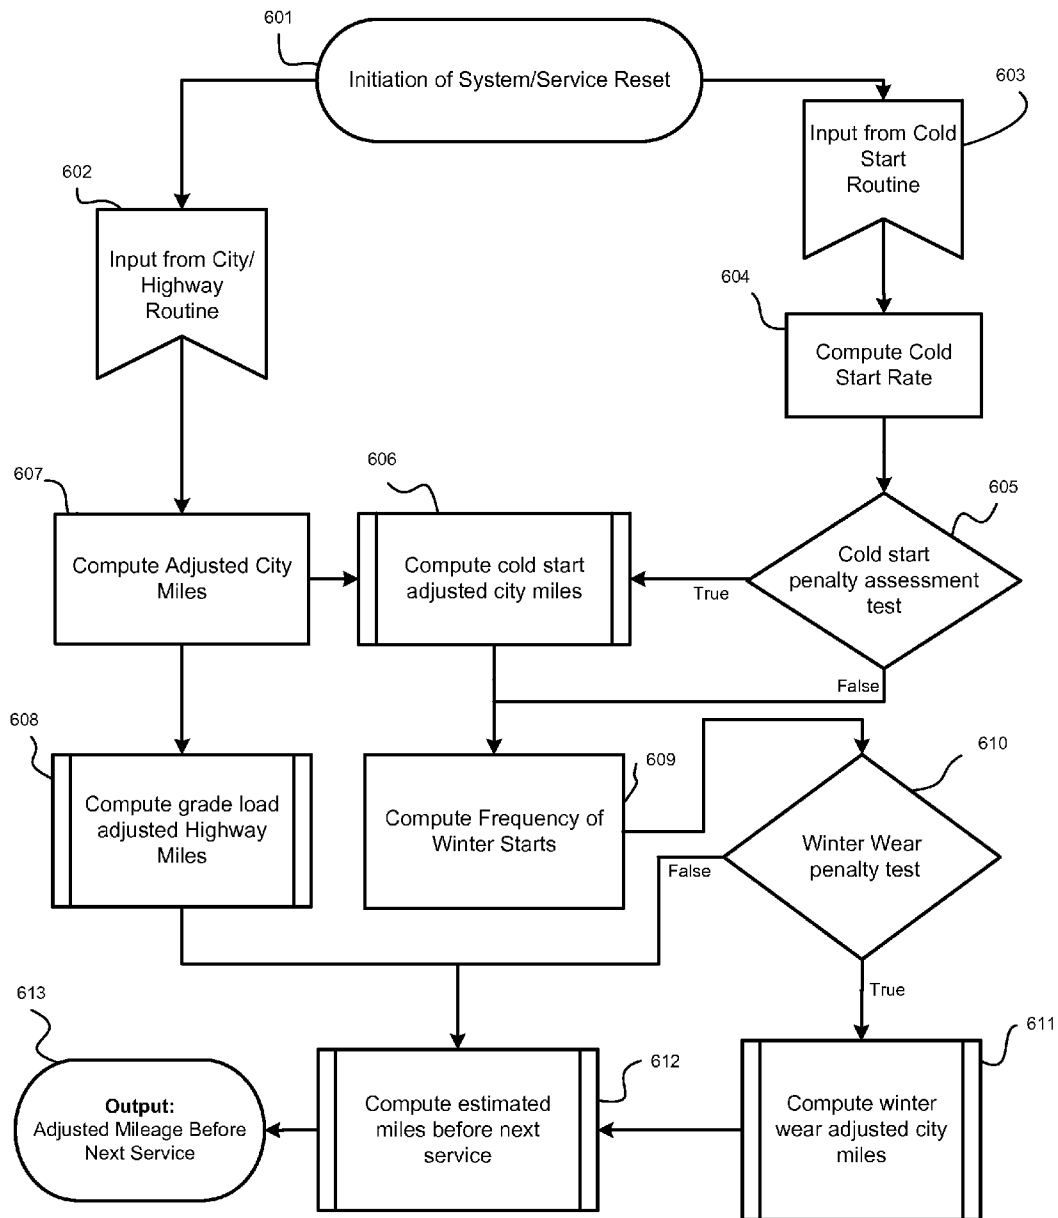 601
Initiation of System/Service Reset
603
Input from Cold
Start
Routine
602
Input from City/
Highway
Routine
604
Compute Cold
Start Rate
607
Compute Adjusted City
Miles
606
Compute cold start
adjusted city miles
605
Cold start
penalty assessment
test
True
False
608
Compute grade load
adjusted Highway
Miles
609
Compute Frequency of
Winter Starts
610
Winter Wear
penalty test
False
True
613
Output:
Adjusted Mileage Before
Next Service
612
Compute estimated
miles before next
service
611
Compute winter
wear adjusted city
miles